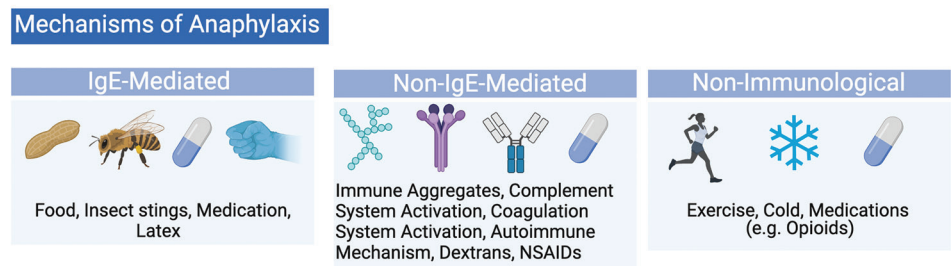 Mechanisms of Anaphylaxis
IgE-Mediated
Food, Insect stings, Medication,
Latex
Non-IgE-Mediated
Immune Aggregates, Complement
System Activation, Coagulation
System Activation, Autoimmune
Mechanism, Dextrans, NSAIDs
Non-Immunological
Exercise, Cold, Medications
(e.g. Opioids)